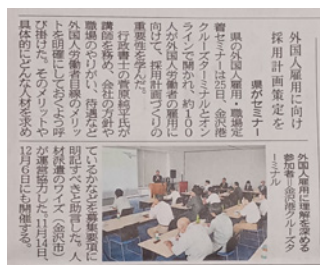 外国人雇用に向け
採用計画策定を
県がセミナー
県の外国人雇用・職場定
着セミナーは25日、金沢港
クルーズターミナルとオン
ラインで開かれ、約100
人が外国人労働者の雇用に
向けて、採用計画づくりの
重要性を学んだ。
行政書士の菅原純平氏が
講師を務め、会社の方針や
職場のやりがい、待遇など
外国人労働者目線のメリッ
トを明確にしておくよう呼
び掛けた。そのメリットや
具体的にどんな人材を求め
ているかなどを募集要項に
明記すべきと助言した。人
材派遣のワイズ(金沢市)
が運営協力した。11月14日、
12月6日にも開催する。
外国人雇用に理解を深める
参加者=金沢港クルーズタ
ーミナル